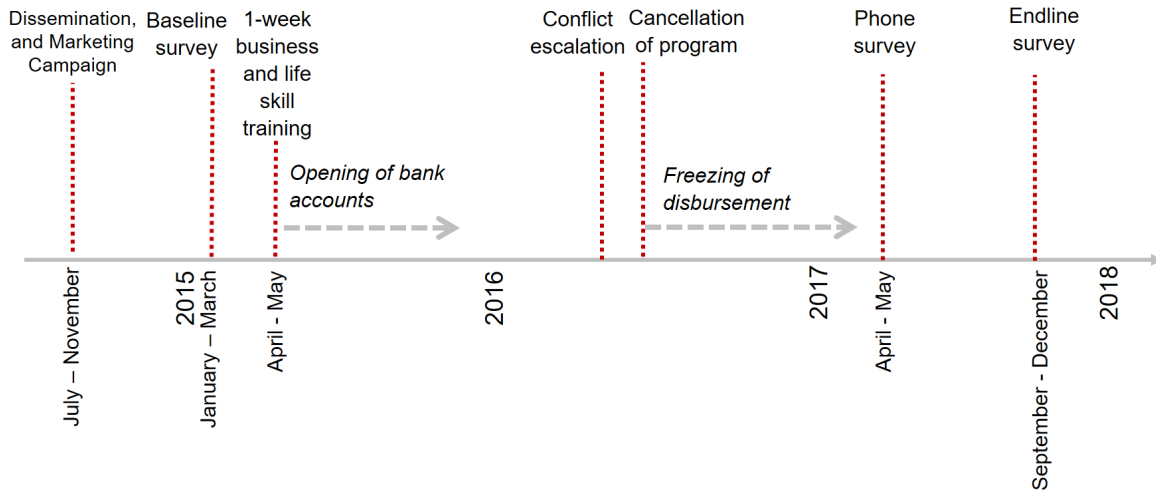 Dissemination,
and Marketing
Campaign
Baseline
survey
1-week
business
and life
skill
training
Conflict
escalation
Cancellation
of program
Phone
survey
Endline
survey
Opening of bank
accounts
Freezing of
disbursement
July – November
2015
January – March
April - May
2016
2017
April - May
September - December
2018